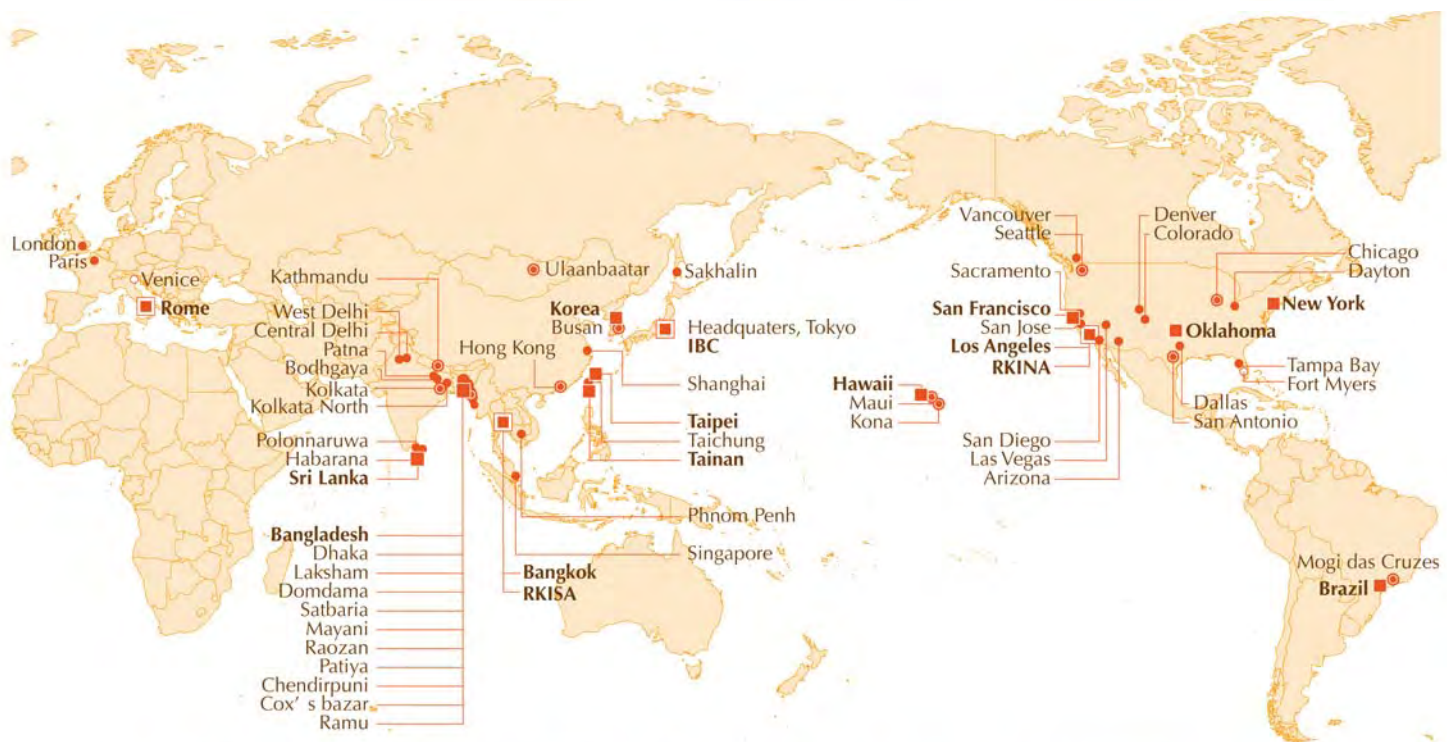 London
Paris
Venice
Rome
Kathmandu
West Delhi
Central Delhi
Patna
Bodhgaya
Kolkata
Kolkata North
Polonnaruwa
Habarana
Sri Lanka
Bangladesh
Dhaka
Laksham
Domdama
Satbaria
Mayani
Raozan
Patiya
Chendirpuni
Cox’ s bazar
Ramu
Ulaanbaatar
Sakhalin
Korea
Busan
Headquaters, Tokyo
IBC
Hong Kong
Shanghai
Taipei
Taichung
Tainan
Phnom Penh
Singapore
Bangkok
RKISA
Vancouver
Seattle
Sacramento
San Francisco
San Jose
Los Angeles
RKINA
Hawaii
Maui
Kona
San Diego
Las Vegas
Arizona
Denver
Colorado
Chicago
Dayton
New York
Oklahoma
Tampa Bay
Fort Myers
Dallas
San Antonio
Mogi das Cruzes
Brazil